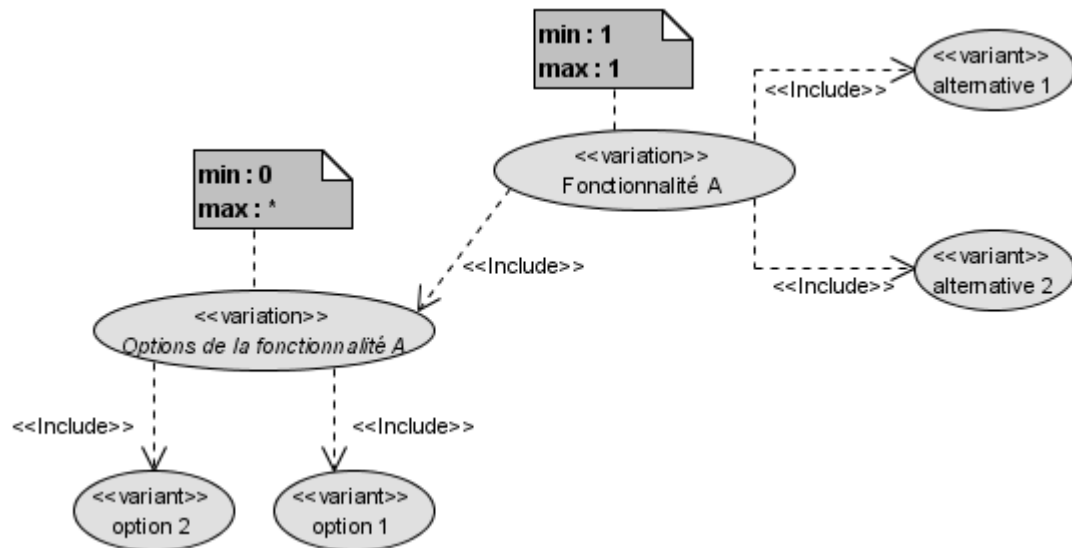 min : 1
max : 1
<<variant>>
alternative 1
<<Include>>
<<variation>>
Fonctionnalité A
min : 0
max : *
<<variant>>
alternative 2
<<Include>>
<<Include>>
<<variation>>
Options de la fonctionnalité A
<<Include>>
<<Include>>
<<variant>>
option 2
<<variant>>
option 1